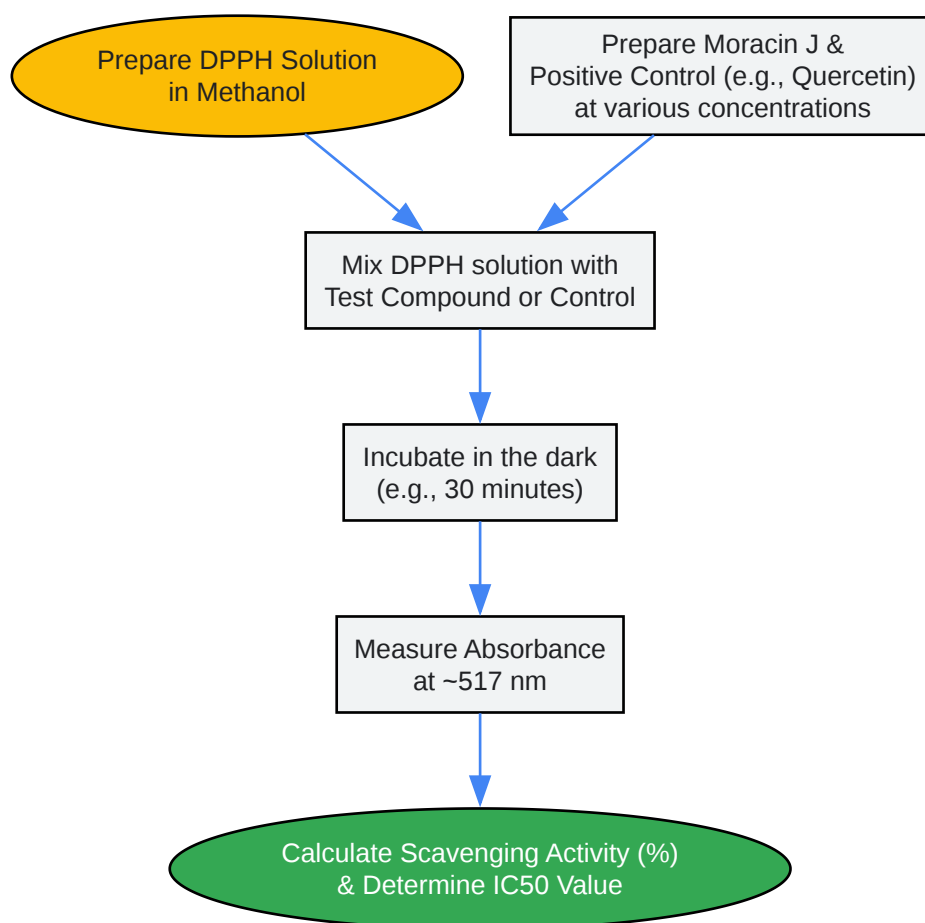 Prepare DPPH Solution
in Methanol
Prepare Moracin J &
Positive Control (e.g., Quercetin)
at various concentrations
Mix DPPH solution with
Test Compound or Control
Incubate in the dark
(e.g., 30 minutes)
Measure Absorbance
at ~517 nm
Calculate Scavenging Activity (%)
& Determine IC50 Value